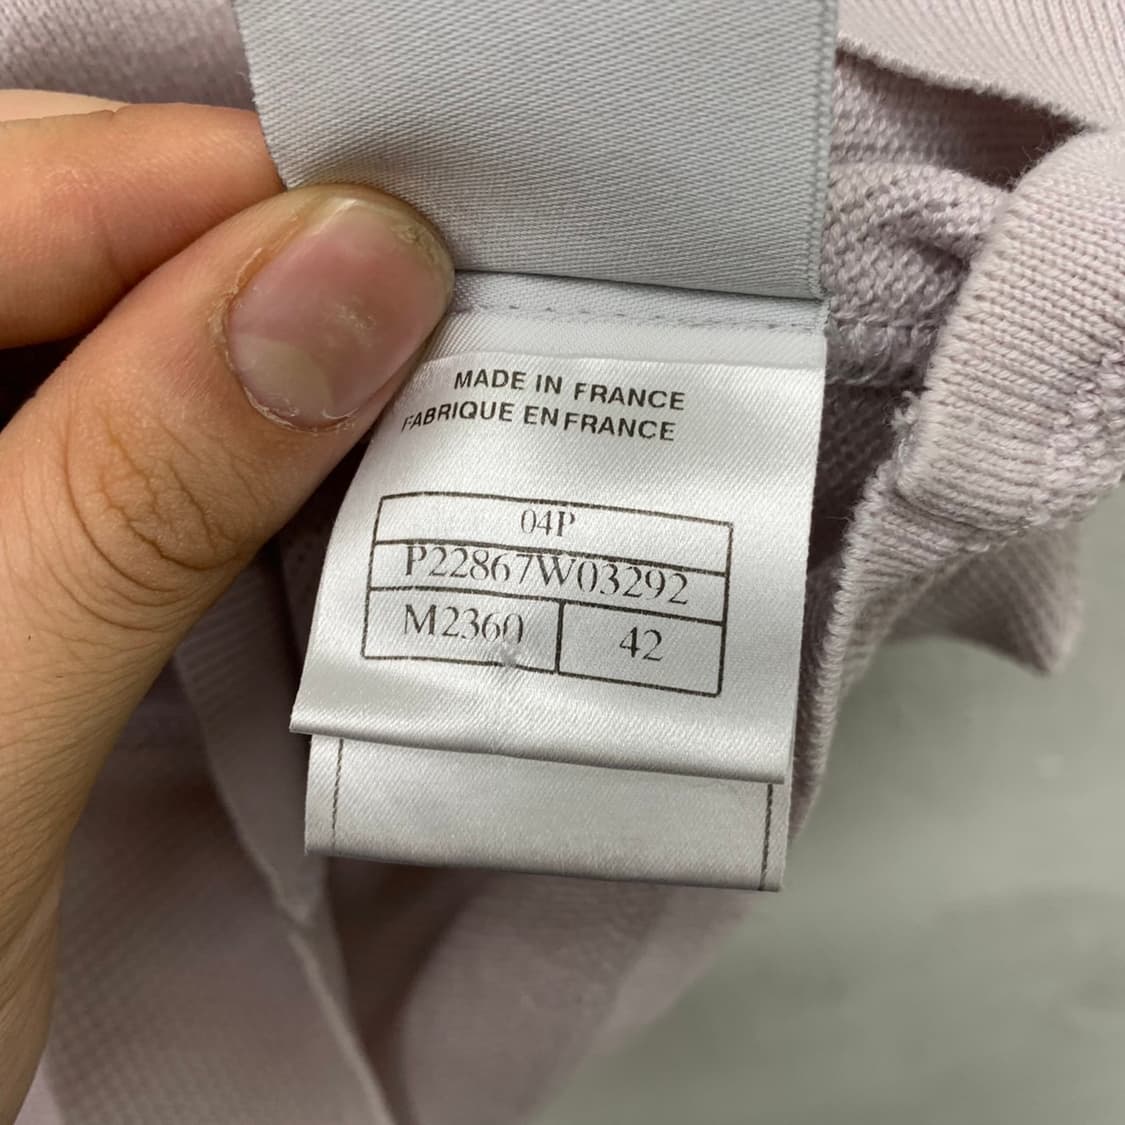 MADE IN FRANCE
FABRIQUE EN FRANCE
04P
P22867W03292
M2360 42